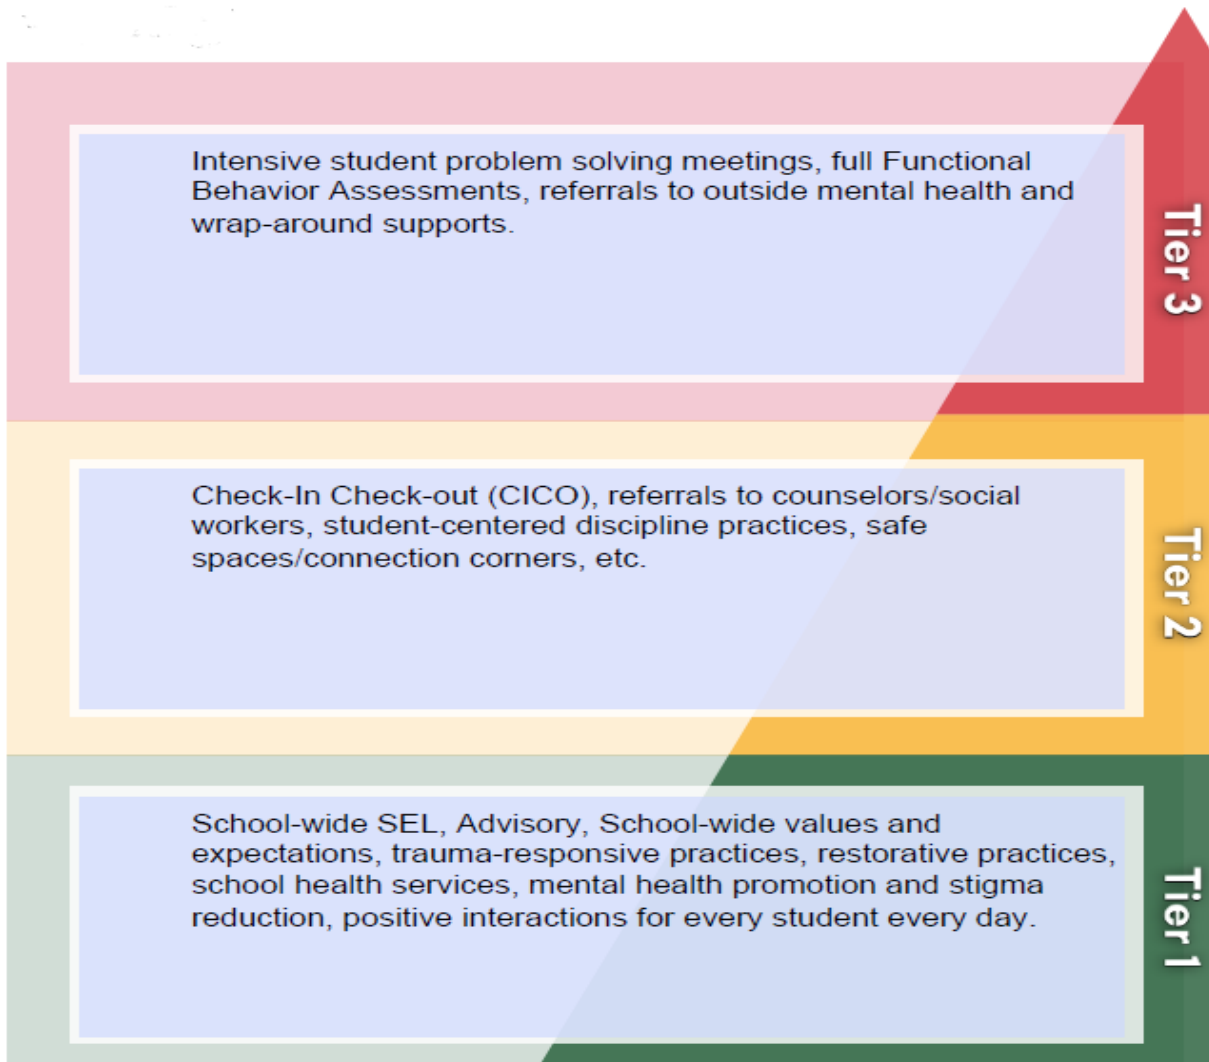 Intensive student problem solving meetings, full Functional
Behavior Assessments, referrals to outside mental health and
wrap-around supports.
Tier 3
Check-In Check-out (CICO), referrals to counselors/social
workers, student-centered discipline practices, safe
spaces/connection corners, etc.
Tier 2
School-wide SEL, Advisory, School-wide values and
expectations, trauma-responsive practices, restorative practices,
school health services, mental health promotion and stigma
reduction, positive interactions for every student every day.
Tier 1